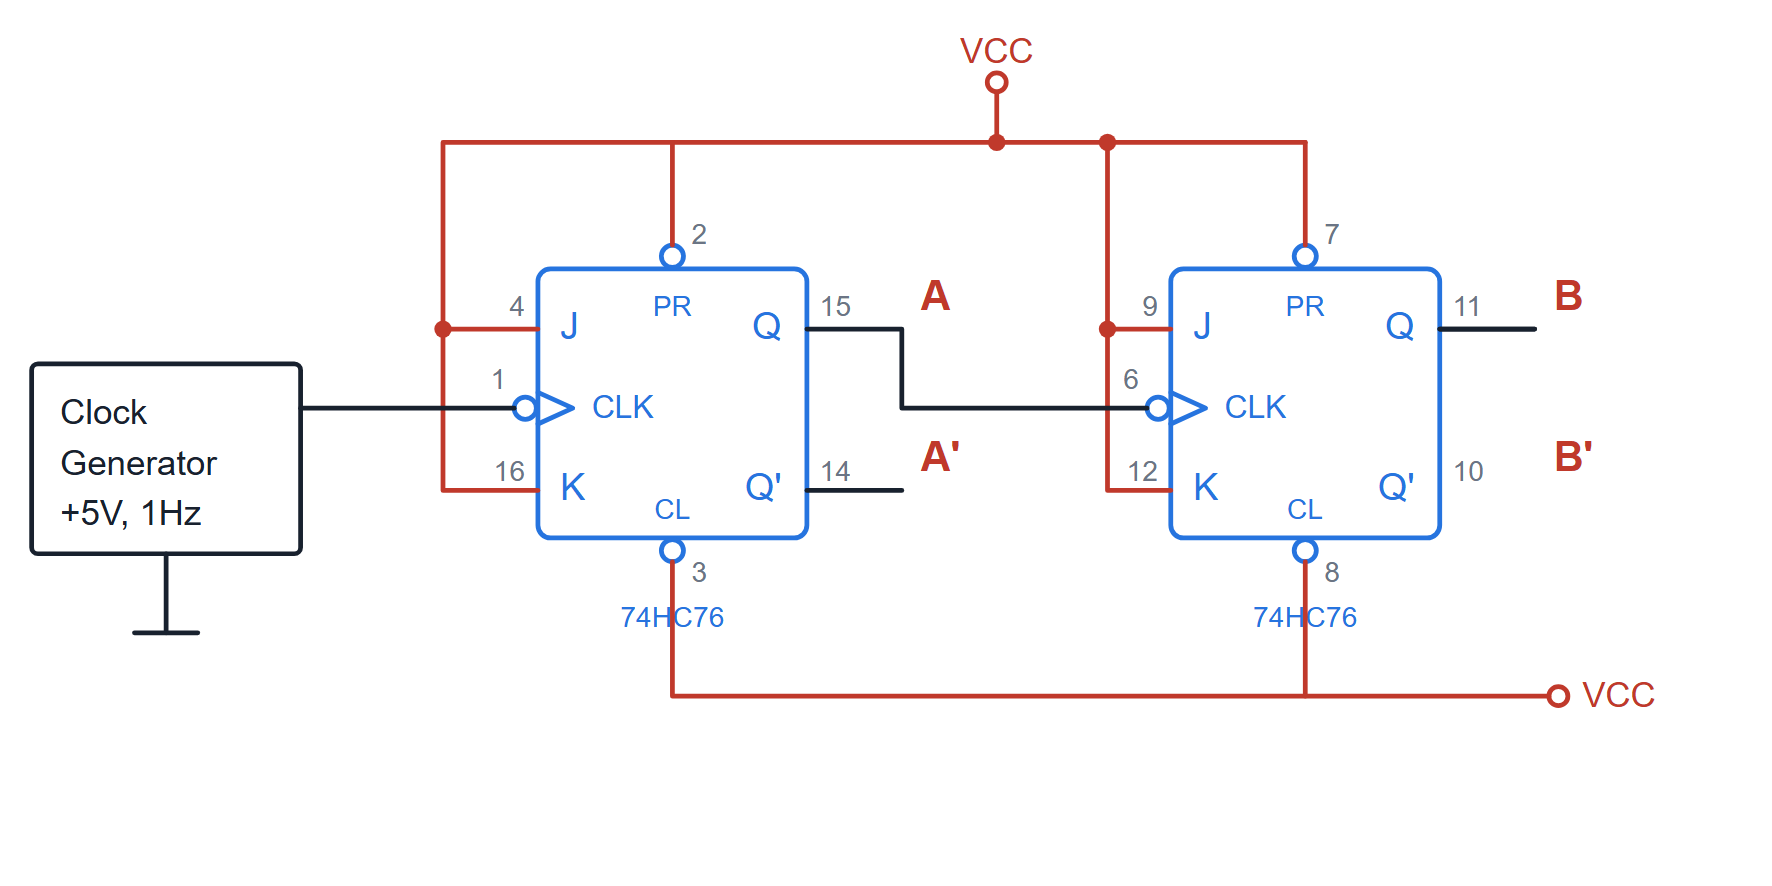 VCC
2
7
4
PR
15
A
9
PR
11
B
J
Q
J
Q
1
6
Clock
CLK
CLK
Generator
A'
B'
+5V, 1Hz
16
14
12
10
K
Q'
K
Q'
CL
CL
3
8
74HC76
74HC76
VCC